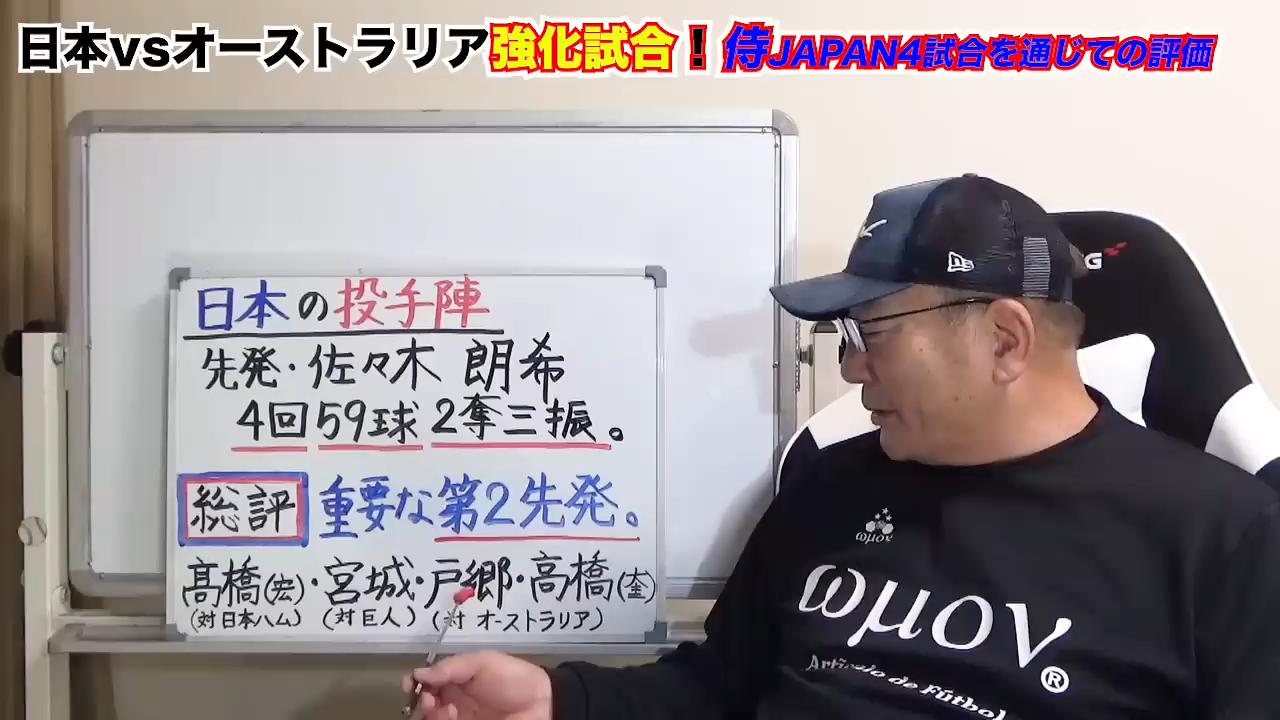 日本vsオーストラリア強化試合！侍JAPAN4試合を通じての評価
日本の投手陣
先発・佐々木 朗希
4回 59球 2奪三振。
総評 重要な第2先発。
髙橋(宏)・宮城・戸郷・高橋(奎)
(対日本ハム) (対巨人) (対 オーストラリア)
ωμον®
Artículo de Fútbol
ωμον